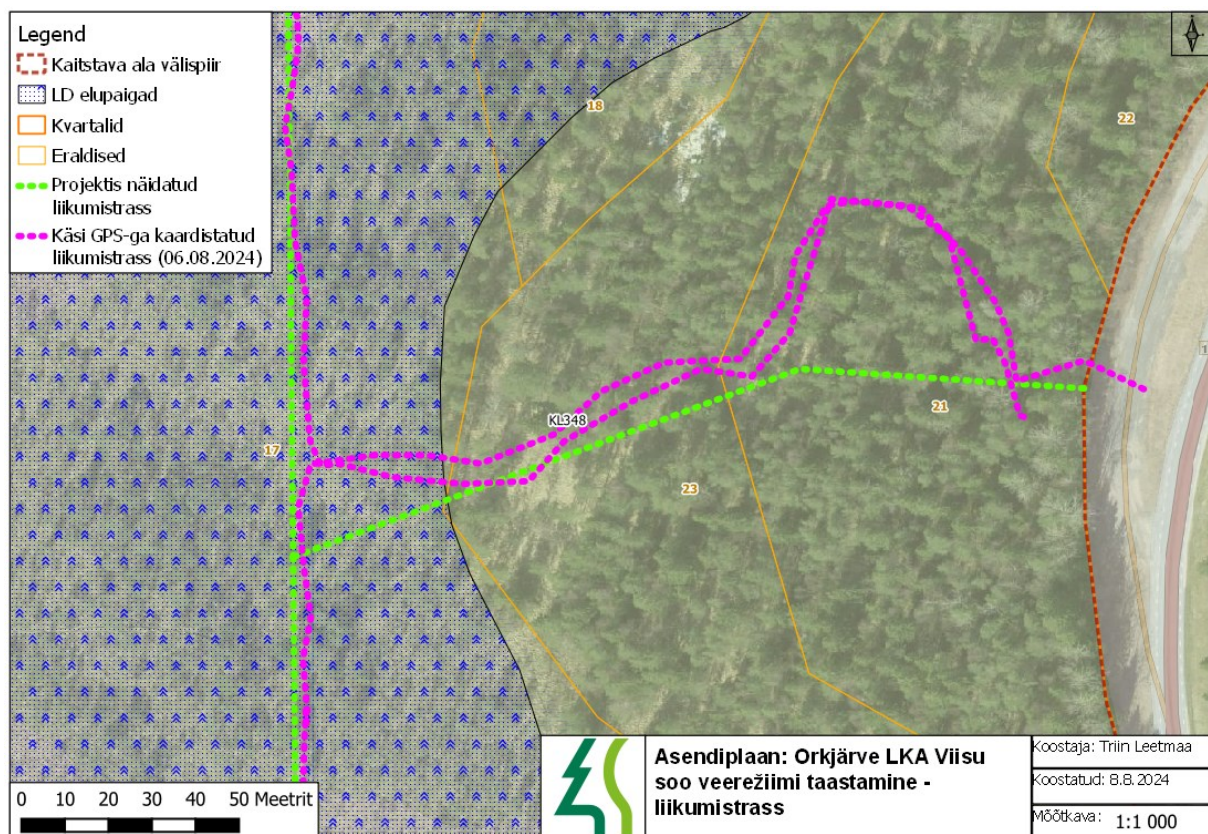 Legend
Kaitstava ala välispiir
LD elupaigad
Kvartalid
Eraldised
Projektis näidatud
liikumistrass
Käsi GPS-ga kaardistatud
liikumistrass (06.08.2024)
18
22
17
KL348
21
23
1
0 10 20 30 40 50 Meetrit
Asendiplaan: Orkjärve LKA Viisu
soo veerežiimi taastamine -
liikumistrass
Koostaja: Triin Leetmaa
Koostatud: 8.8.2024
Mõõtkava: 1:1 000